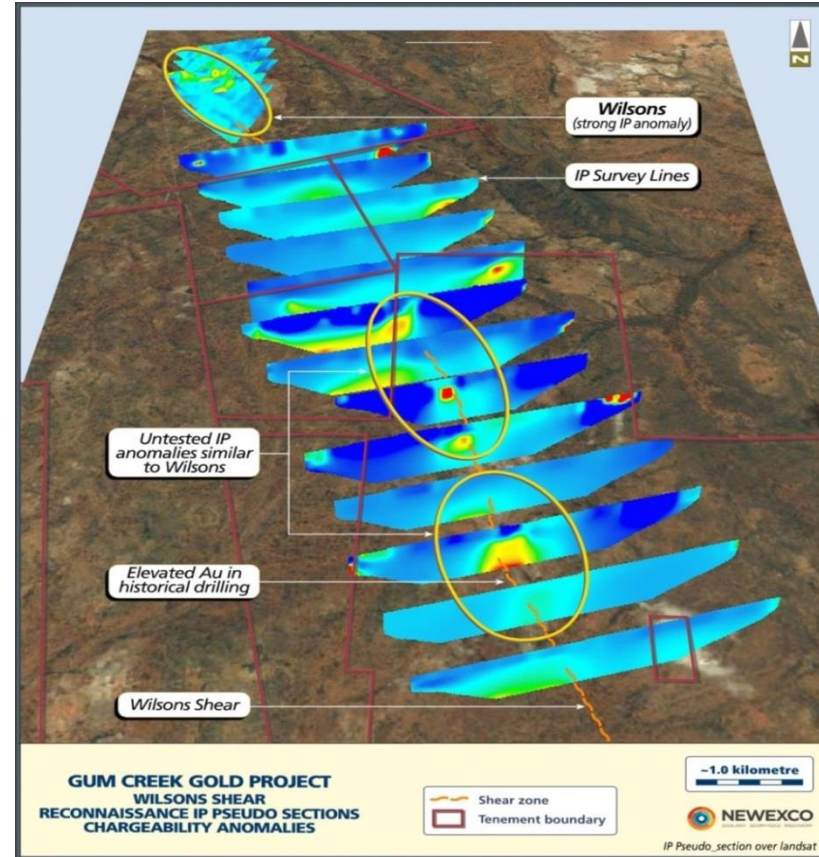 Wilsons
(strong IP anomaly)
IP Survey Lines
Untested IP
anomalies similar
to Wilsons
Elevated Au in
historical drilling
Wilsons Shear
GUM CREEK GOLD PROJECT
WILSONS SHEAR
RECONNAISSANCE IP PSEUDO SECTIONS
CHARGEABILITY ANOMALIES
Shear zone
Tenement boundary
~1.0 kilometre
NEWEXCO
IP Pseudo_section over landsat
N